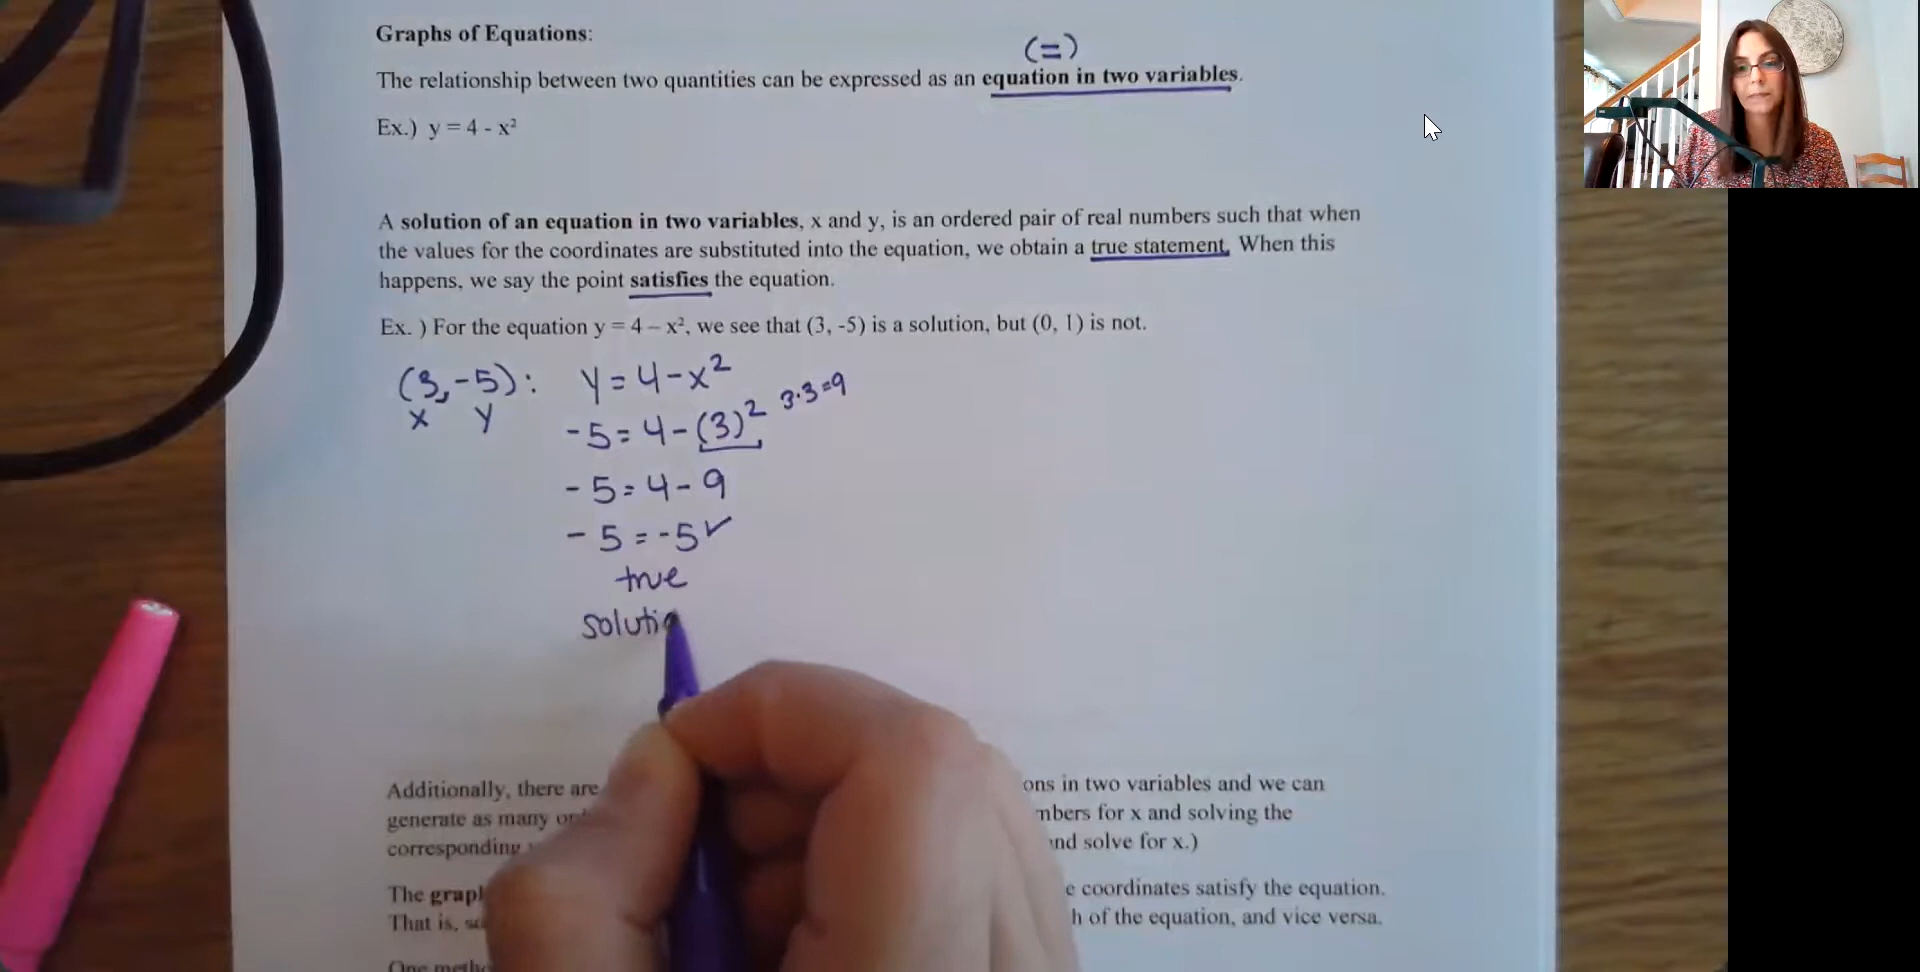 Graphs of Equations:
(=)
The relationship between two quantities can be expressed as an equation in two variables.
Ex.) y = 4 - x²
A solution of an equation in two variables, x and y, is an ordered pair of real numbers such that when
the values for the coordinates are substituted into the equation, we obtain a true statement. When this
happens, we say the point satisfies the equation.
Ex. ) For the equation y = 4 – x², we see that (3, -5) is a solution, but (0, 1) is not.
(3, -5): y = 4 - x²
x y
-5 = 4 - (3)² 3·3=9
-5 = 4 - 9
-5 = -5 ✓
true
solutio
Additionally, there are ons in two variables and we can
generate as many mbers for x and solving the
corresponding and solve for x.)
The graph e coordinates satisfy the equation.
That is, h of the equation, and vice versa.
One